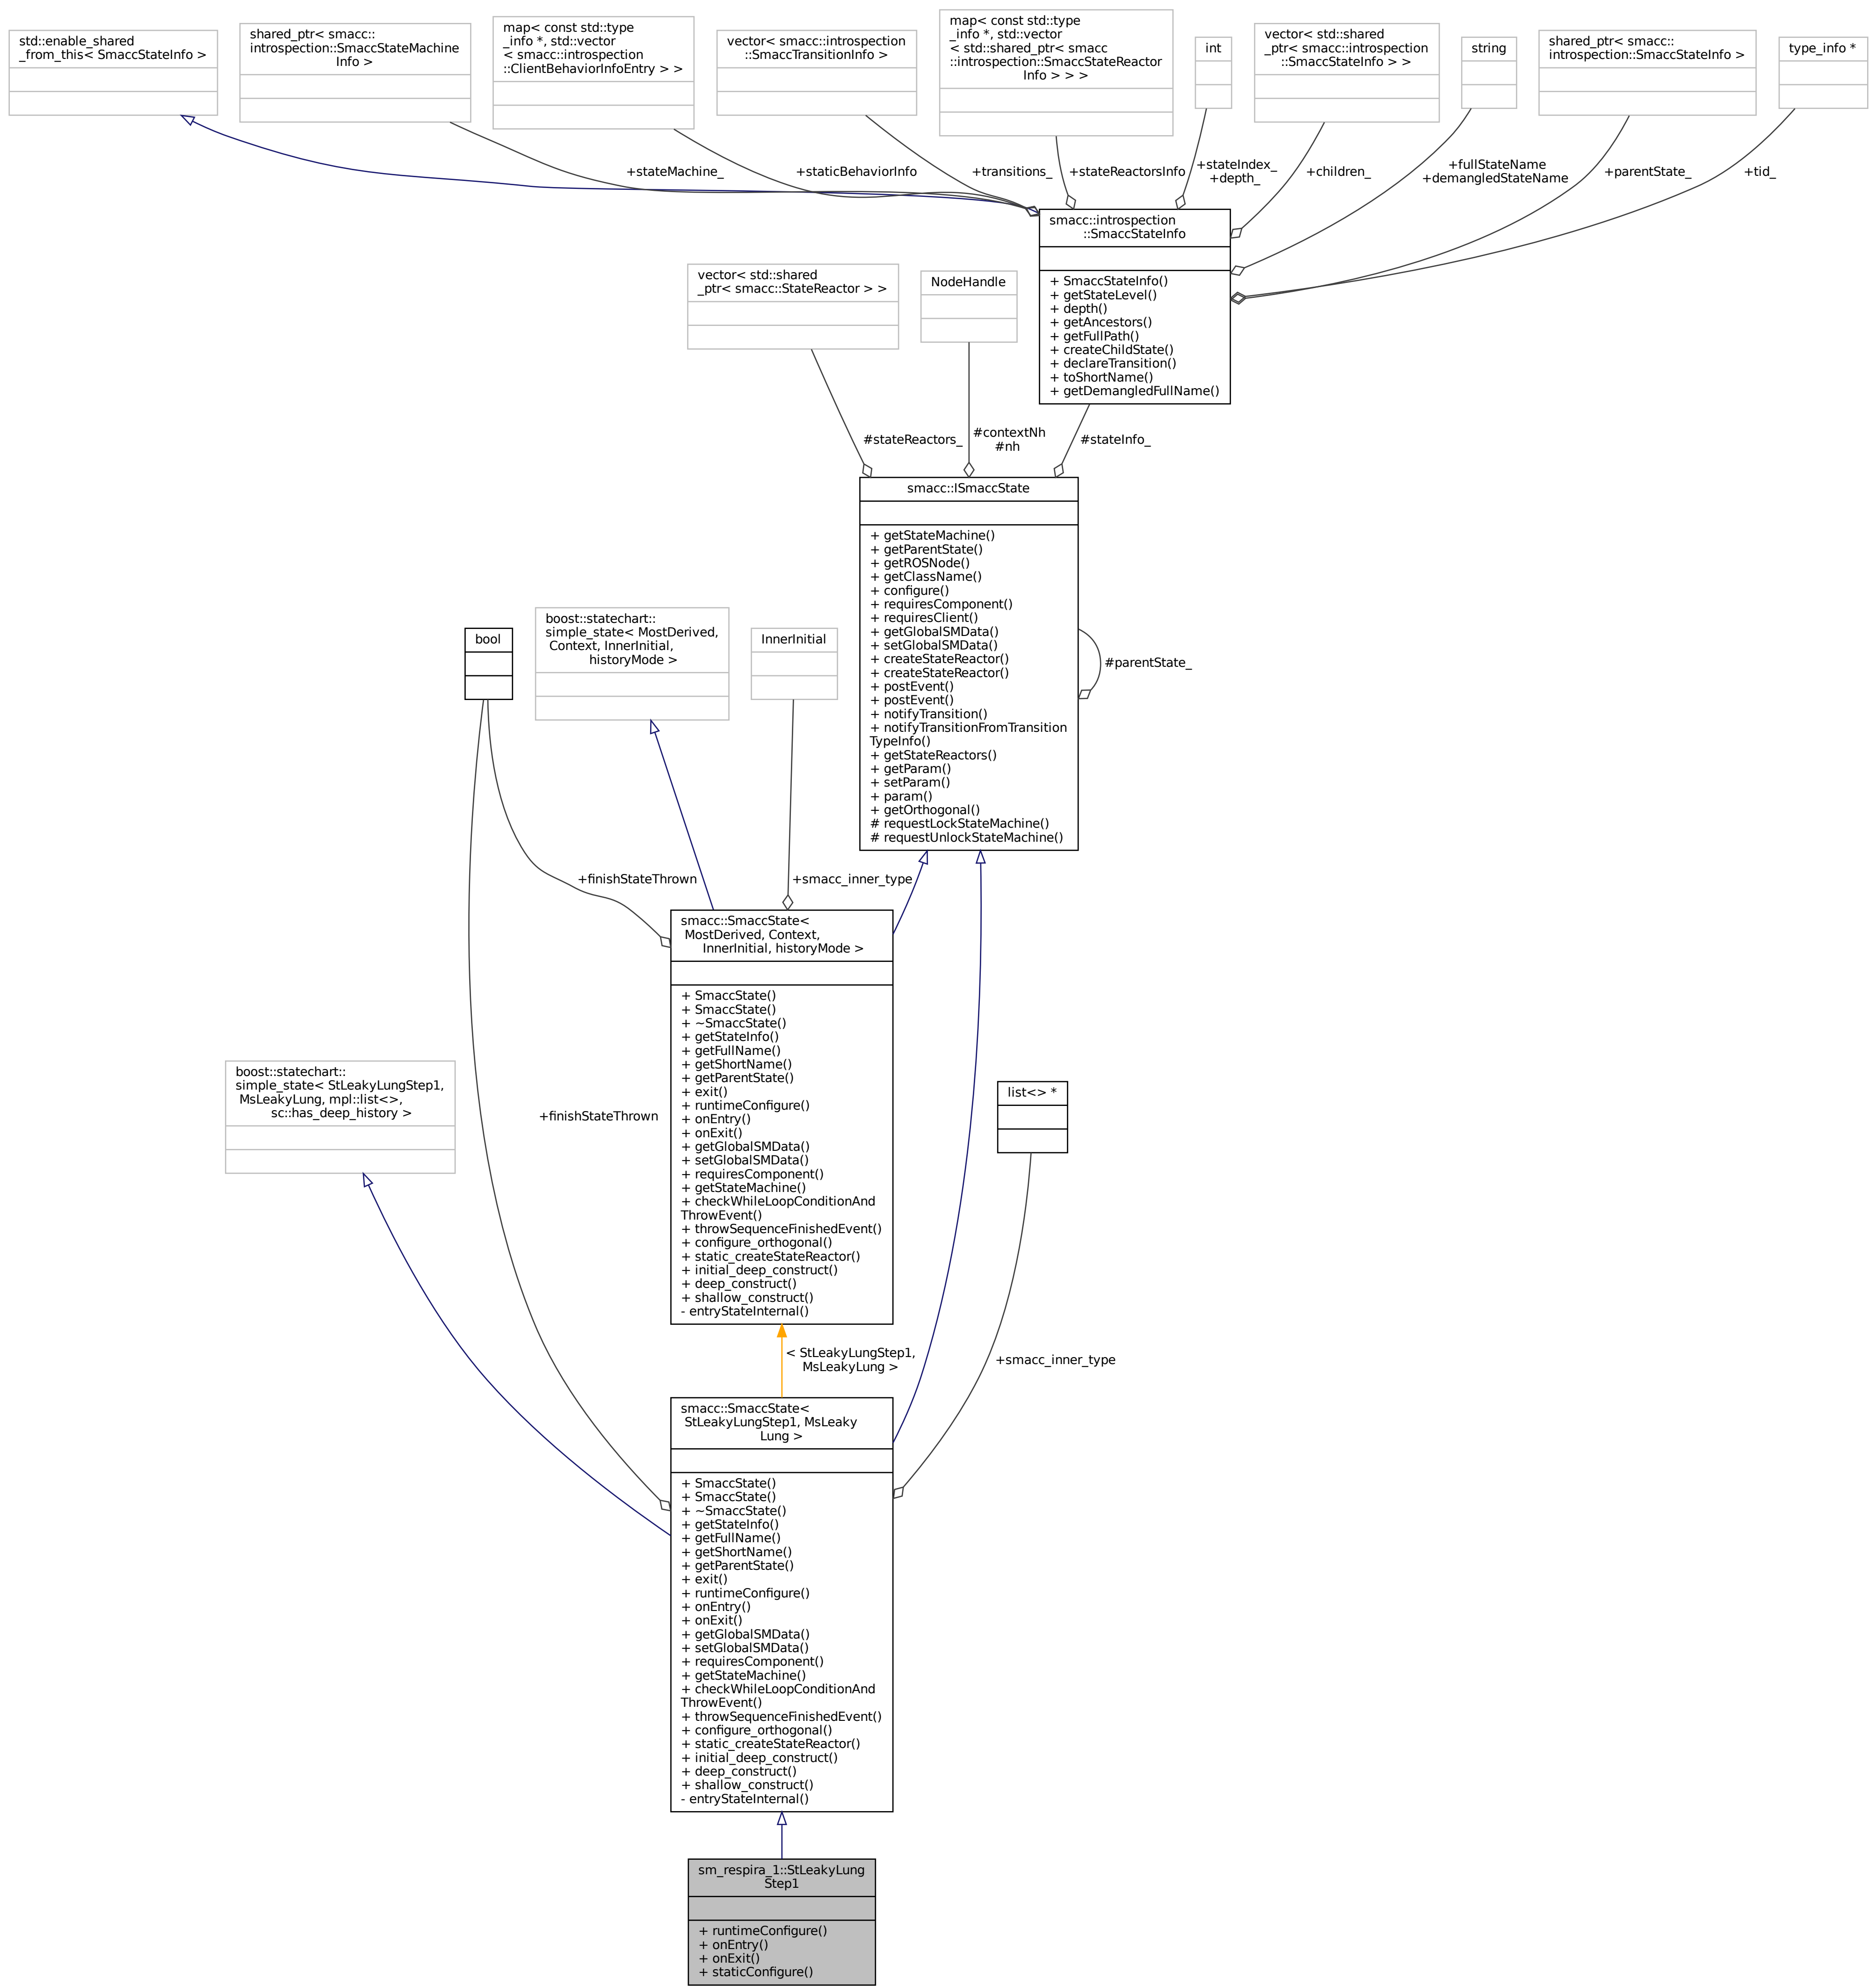 std::enable_shared
_from_this< SmaccStateInfo >
shared_ptr< smacc::
introspection::SmaccStateMachine
Info >
map< const std::type
_info *, std::vector
< smacc::introspection
::ClientBehaviorInfoEntry > >
vector< smacc::introspection
::SmaccTransitionInfo >
map< const std::type
_info *, std::vector
< std::shared_ptr< smacc
::introspection::SmaccStateReactor
Info > > >
int
vector< std::shared
_ptr< smacc::introspection
::SmaccStateInfo > >
string
shared_ptr< smacc::
introspection::SmaccStateInfo >
type_info *
+stateMachine_
+staticBehaviorInfo
+transitions_
+stateReactorsInfo
+stateIndex_
+depth_
+children_
+fullStateName
+demangledStateName
+parentState_
+tid_
smacc::introspection
::SmaccStateInfo
+ SmaccStateInfo()
+ getStateLevel()
+ depth()
+ getAncestors()
+ getFullPath()
+ createChildState()
+ declareTransition()
+ toShortName()
+ getDemangledFullName()
vector< std::shared
_ptr< smacc::StateReactor > >
NodeHandle
#stateReactors_
#contextNh
#nh
#stateInfo_
smacc::ISmaccState
+ getStateMachine()
+ getParentState()
+ getROSNode()
+ getClassName()
+ configure()
+ requiresComponent()
+ requiresClient()
+ getGlobalSMData()
+ setGlobalSMData()
+ createStateReactor()
+ createStateReactor()
+ postEvent()
+ postEvent()
+ notifyTransition()
+ notifyTransitionFromTransition
TypeInfo()
+ getStateReactors()
+ getParam()
+ setParam()
+ param()
+ getOrthogonal()
# requestLockStateMachine()
# requestUnlockStateMachine()
#parentState_
bool
boost::statechart::
simple_state< MostDerived,
Context, InnerInitial,
historyMode >
InnerInitial
+finishStateThrown
+smacc_inner_type
smacc::SmaccState<
MostDerived, Context,
InnerInitial, historyMode >
+ SmaccState()
+ SmaccState()
+ ~SmaccState()
+ getStateInfo()
+ getFullName()
+ getShortName()
+ getParentState()
+ exit()
+ runtimeConfigure()
+ onEntry()
+ onExit()
+ getGlobalSMData()
+ setGlobalSMData()
+ requiresComponent()
+ getStateMachine()
+ checkWhileLoopConditionAnd
ThrowEvent()
+ throwSequenceFinishedEvent()
+ configure_orthogonal()
+ static_createStateReactor()
+ initial_deep_construct()
+ deep_construct()
+ shallow_construct()
- entryStateInternal()
boost::statechart::
simple_state< StLeakyLungStep1,
MsLeakyLung, mpl::list<>,
sc::has_deep_history >
+finishStateThrown
list<> *
< StLeakyLungStep1,
MsLeakyLung >
+smacc_inner_type
smacc::SmaccState<
StLeakyLungStep1, MsLeaky
Lung >
+ SmaccState()
+ SmaccState()
+ ~SmaccState()
+ getStateInfo()
+ getFullName()
+ getShortName()
+ getParentState()
+ exit()
+ runtimeConfigure()
+ onEntry()
+ onExit()
+ getGlobalSMData()
+ setGlobalSMData()
+ requiresComponent()
+ getStateMachine()
+ checkWhileLoopConditionAnd
ThrowEvent()
+ throwSequenceFinishedEvent()
+ configure_orthogonal()
+ static_createStateReactor()
+ initial_deep_construct()
+ deep_construct()
+ shallow_construct()
- entryStateInternal()
sm_respira_1::StLeakyLung
Step1
+ runtimeConfigure()
+ onEntry()
+ onExit()
+ staticConfigure()